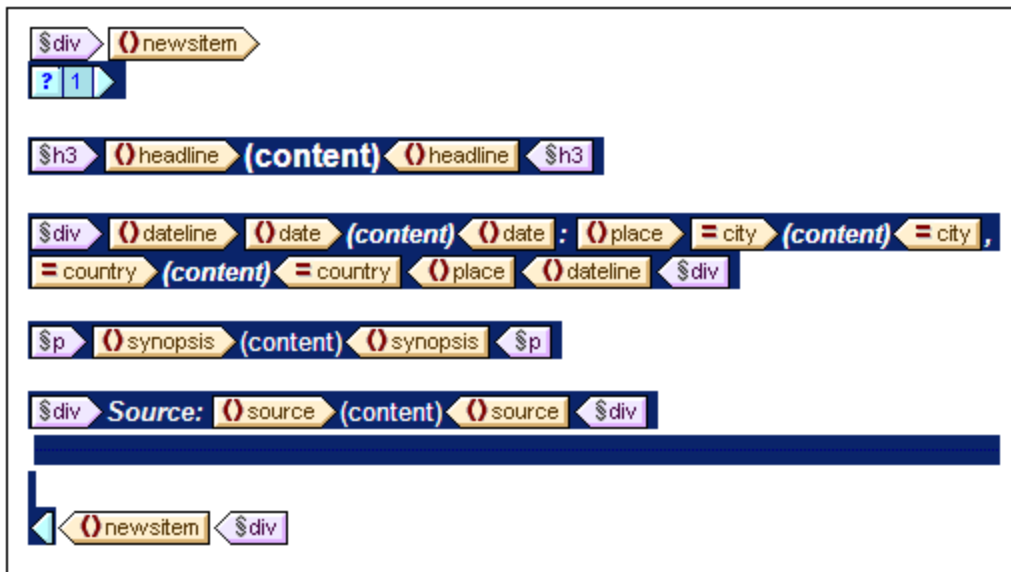 §div ()newsitem
? 1
§h3 ()headline (content) ()headline §h3
§div ()dateline ()date (content) ()date : ()place =city (content) =city ,
=country (content) =country ()place ()dateline §div
§p ()synopsis (content) ()synopsis §p
§div Source: ()source (content) ()source §div
()newsitem §div